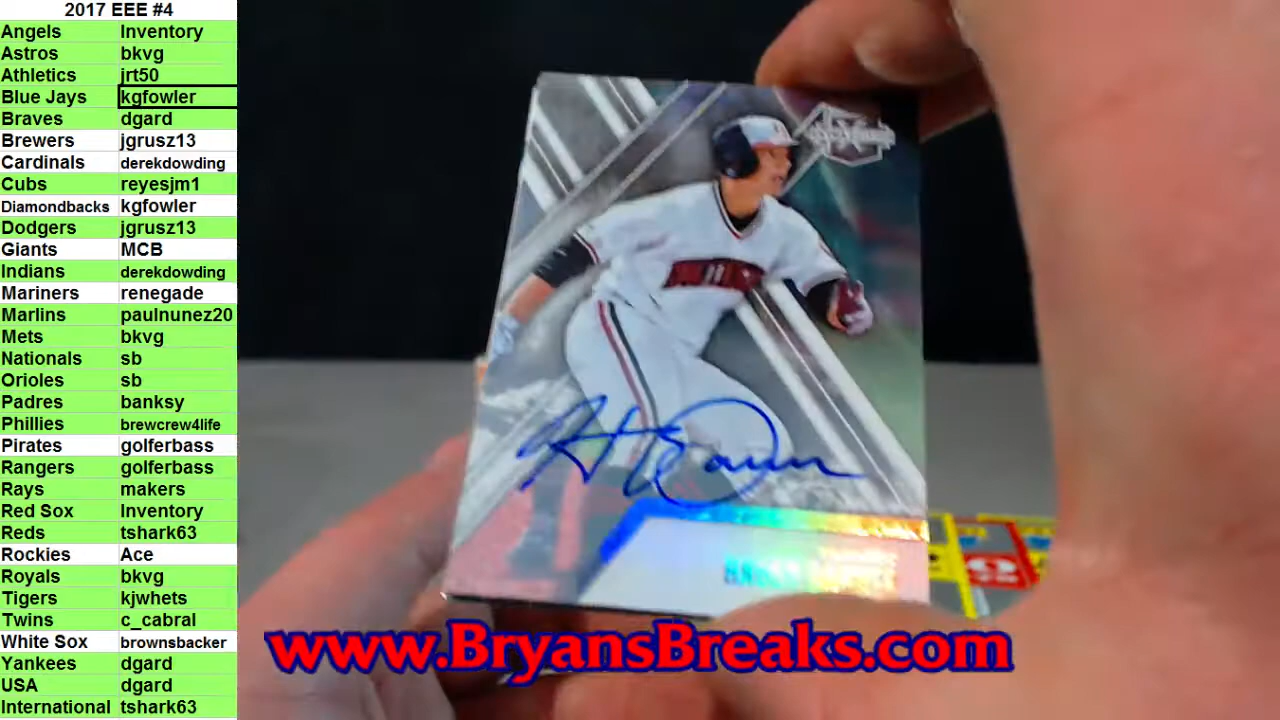 2017 EEE #4
Angels Inventory
Astros bkvg
Athletics jrt50
Blue Jays kgfowler
Braves dgard
Brewers jgrusz13
Cardinals derekdowding
Cubs reyesjm1
Diamondbacks kgfowler
Dodgers jgrusz13
Giants MCB
Indians derekdowding
Mariners renegade
Marlins paulnunez20
Mets bkvg
Nationals sb
Orioles sb
Padres banksy
Phillies brewcrew4life
Pirates golferbass
Rangers golferbass
Rays makers
Red Sox Inventory
Reds tshark63
Rockies Ace
Royals bkvg
Tigers kjwhets
Twins c_cabral
White Sox brownsbacker
Yankees dgard
USA dgard
International tshark63
www.BryansBreaks.com